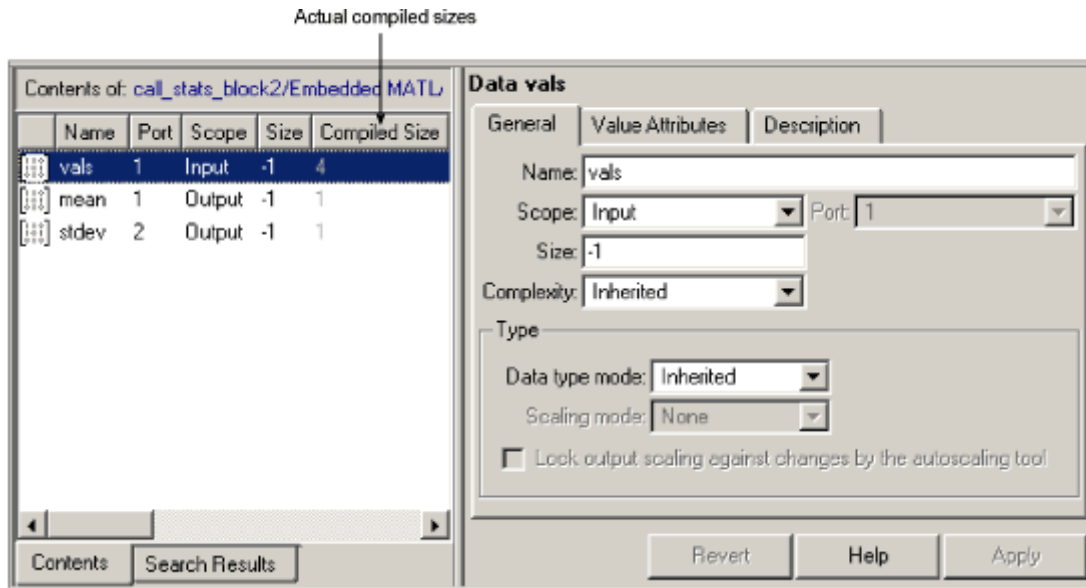 Actual compiled sizes
Contents of: call_stats_block2/Embedded MATL
Name Port Scope Size Compiled Size
vals 1 Input -1 4
mean 1 Output -1 1
stdev 2 Output -1 1
Contents Search Results
Data vals
General Value Attributes Description
Name: vals
Scope: Input Port: 1
Size: -1
Complexity: Inherited
Type
Data type mode: Inherited
Scaling mode: None
Lock output scaling against changes by the autoscaling tool
Revert Help Apply